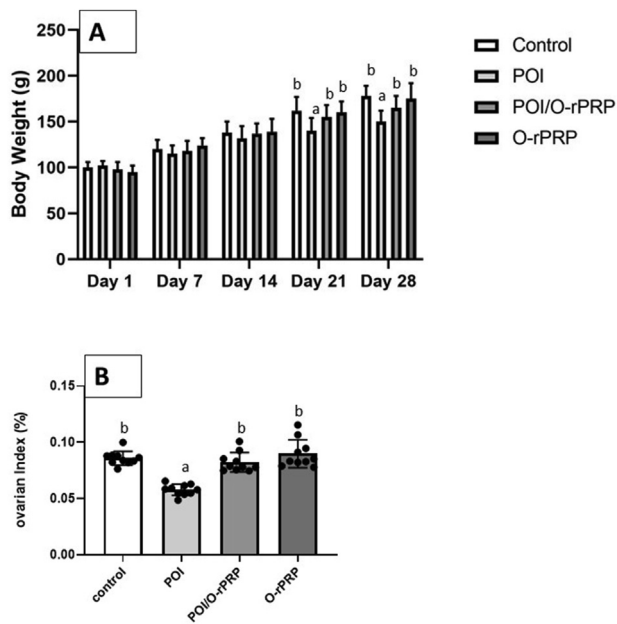 A
250
200
150
100
50
0
Body Weight (g)
b
a
b
b
b
a
b
b
Day 1 Day 7 Day 14 Day 21 Day 28
Control
POI
POI/O-rPRP
O-rPRP
B
0.15
0.10
0.05
0.00
ovarian Index (%)
b
a
b
b
control
POI
POI/O-rPRP
O-rPRP